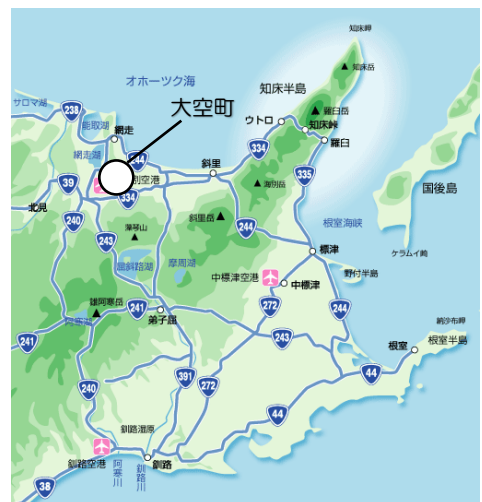 知床岬
オホーツク海
知床岳
知床半島
サロマ湖
238
能取湖
大空町
羅臼岳
網走
ウトロ
知床峠
網走湖
244
334
羅臼
斜里
別空港
335
39
海別岳
国後島
334
北見
240
斜里岳
根室海峡
243
藻琴山
244
標津
ケラムイ崎
屈斜路湖
摩周湖
中標津空港
野付半島
中標津
雄阿寒岳
272
241
244
納沙布岬
阿寒湖
弟子屈
241
243
根室
根室半島
391
240
272
44
44
釧路湿原
釧路空港
釧路
阿寒川
釧路川
38